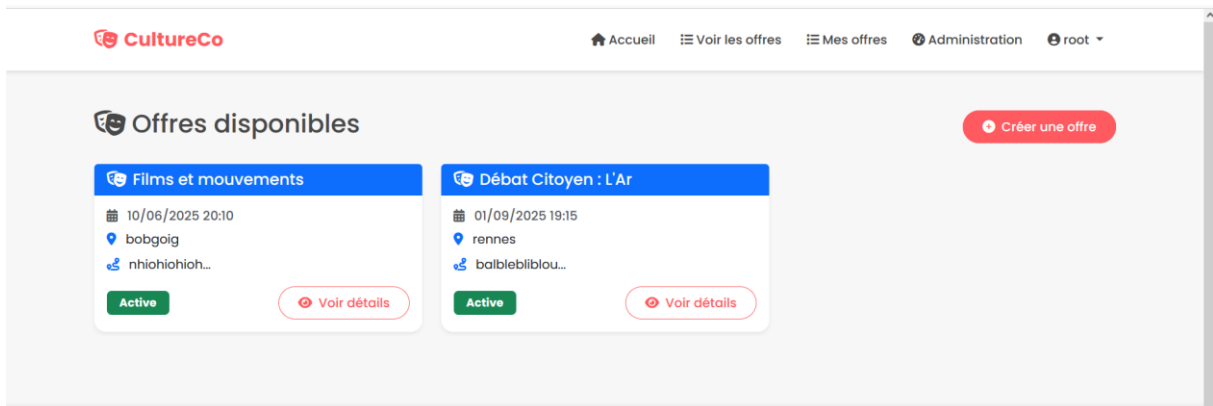 CultureCo
Accueil Voir les offres Mes offres Administration root
Offres disponibles
Créer une offre
Films et mouvements
10/06/2025 20:10
bobgoig
nhiohiohioh...
Active Voir détails
Débat Citoyen : L'Ar
01/09/2025 19:15
rennes
balblebliblou...
Active Voir détails